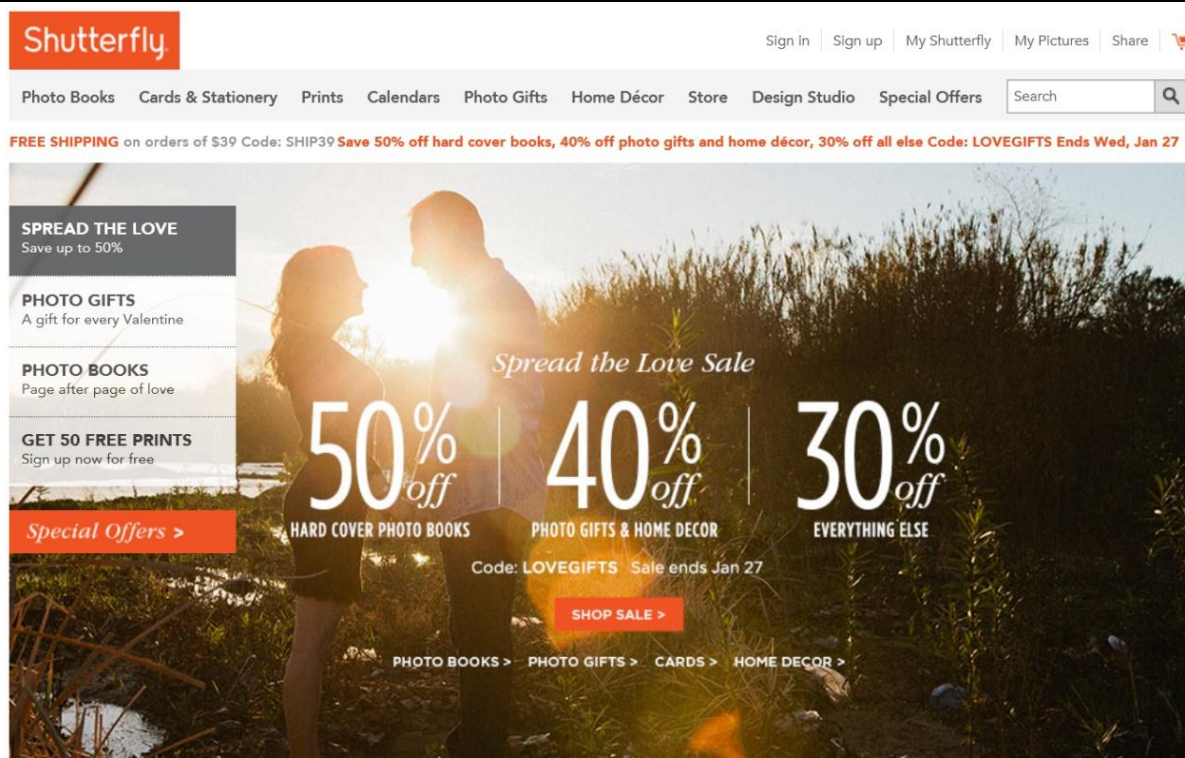 Shutterfly.
Sign in Sign up My Shutterfly My Pictures Share
Photo Books Cards & Stationery Prints Calendars Photo Gifts Home Décor Store Design Studio Special Offers Search
FREE SHIPPING on orders of $39 Code: SHIP39 Save 50% off hard cover books, 40% off photo gifts and home décor, 30% off all else Code: LOVEGIFTS Ends Wed, Jan 27
SPREAD THE LOVE
Save up to 50%
PHOTO GIFTS
A gift for every Valentine
PHOTO BOOKS
Page after page of love
GET 50 FREE PRINTS
Sign up now for free
Special Offers >
Spread the Love Sale
50% off 40% off 30% off
HARD COVER PHOTO BOOKS PHOTO GIFTS & HOME DECOR EVERYTHING ELSE
Code: LOVEGIFTS Sale ends Jan 27
SHOP SALE >
PHOTO BOOKS > PHOTO GIFTS > CARDS > HOME DECOR >